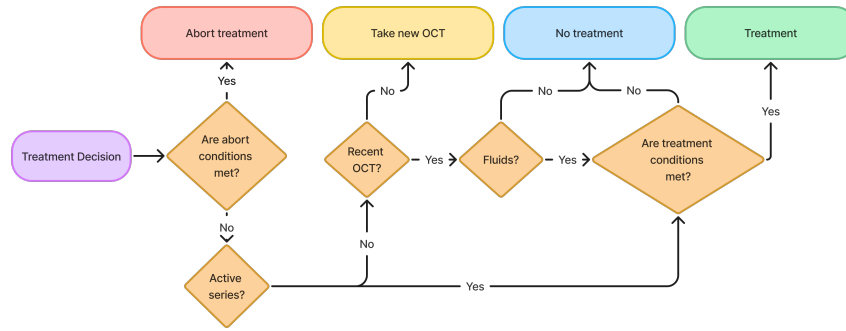 Abort treatment
Take new OCT
No treatment
Treatment
Yes
No
No
No
Yes
Treatment Decision
Are abort
conditions
met?
Recent
OCT?
Yes
Fluids?
Yes
Are treatment
conditions
met?
No
No
Active
series?
Yes